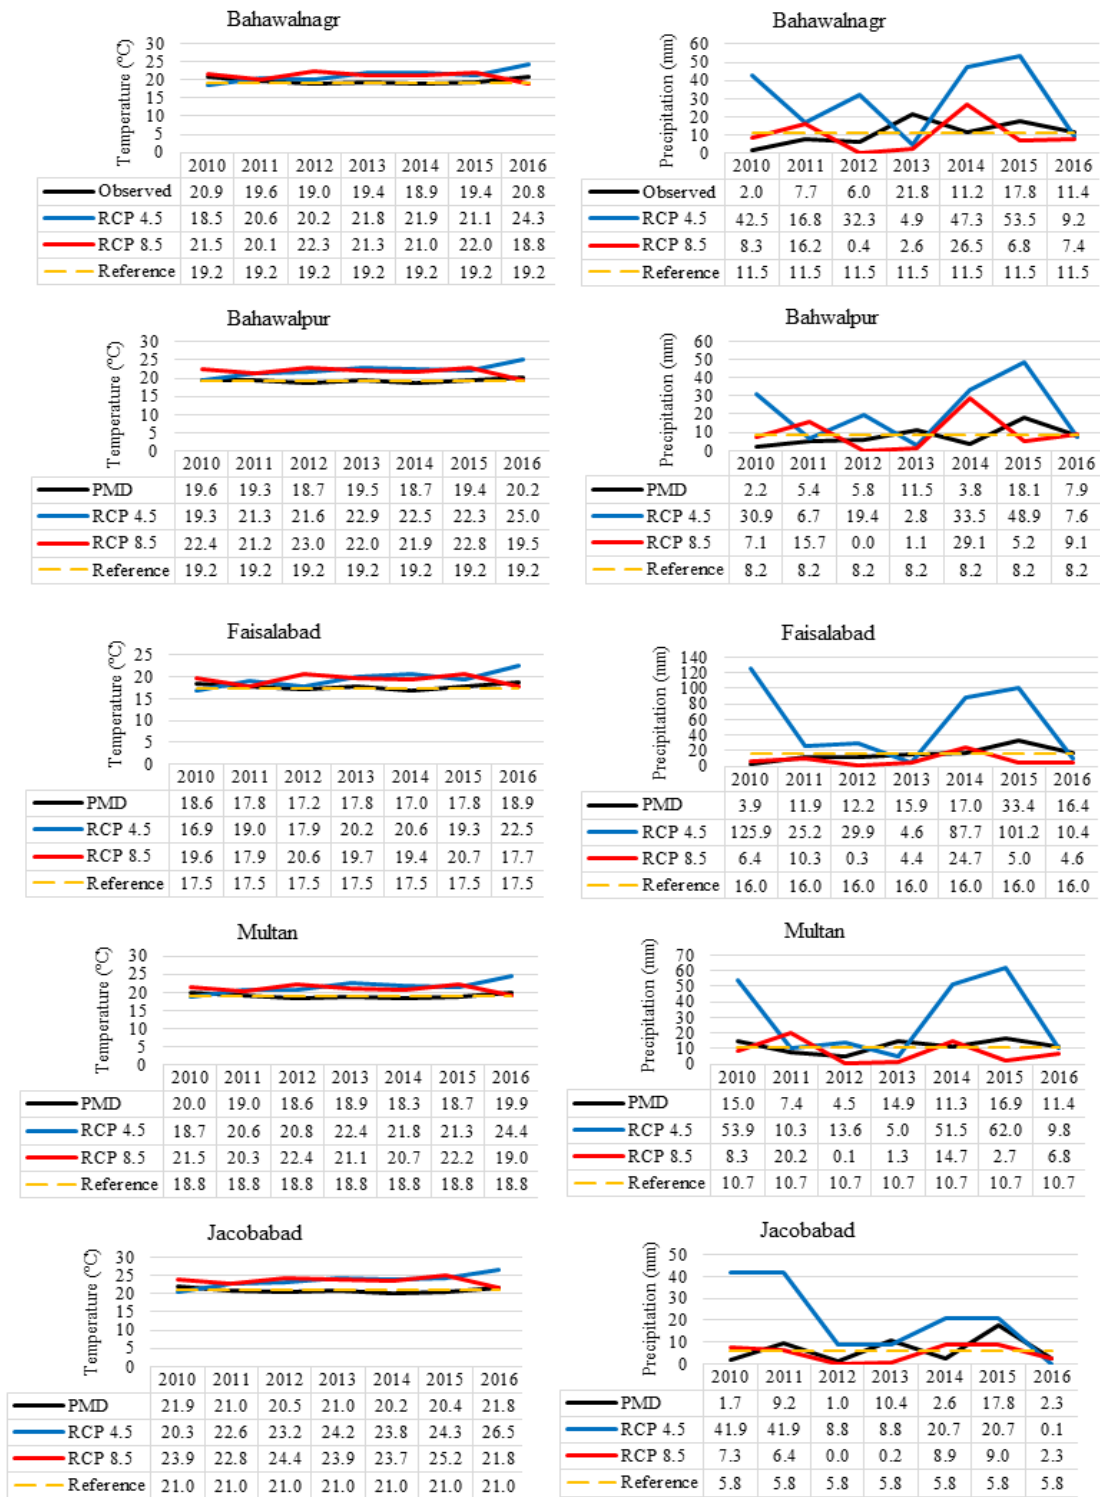 Bahawalnagr
Temperature (°C)
30
25
20
15
10
5
0
2010 2011 2012 2013 2014 2015 2016
Observed 20.9 19.6 19.0 19.4 18.9 19.4 20.8
RCP 4.5 18.5 20.6 20.2 21.8 21.9 21.1 24.3
RCP 8.5 21.5 20.1 22.3 21.3 21.0 22.0 18.8
Reference 19.2 19.2 19.2 19.2 19.2 19.2 19.2
Bahawalnagr
Precipitation (mm)
60
50
40
30
20
10
0
2010 2011 2012 2013 2014 2015 2016
Observed 2.0 7.7 6.0 21.8 11.2 17.8 11.4
RCP 4.5 42.5 16.8 32.3 4.9 47.3 53.5 9.2
RCP 8.5 8.3 16.2 0.4 2.6 26.5 6.8 7.4
Reference 11.5 11.5 11.5 11.5 11.5 11.5 11.5
Bahawalpur
Temperature (°C)
30
25
20
15
10
5
0
2010 2011 2012 2013 2014 2015 2016
PMD 19.6 19.3 18.7 19.5 18.7 19.4 20.2
RCP 4.5 19.3 21.3 21.6 22.9 22.5 22.3 25.0
RCP 8.5 22.4 21.2 23.0 22.0 21.9 22.8 19.5
Reference 19.2 19.2 19.2 19.2 19.2 19.2 19.2
Bahwalpur
Precipitation (mm)
60
50
40
30
20
10
0
2010 2011 2012 2013 2014 2015 2016
PMD 2.2 5.4 5.8 11.5 3.8 18.1 7.9
RCP 4.5 30.9 6.7 19.4 2.8 33.5 48.9 7.6
RCP 8.5 7.1 15.7 0.0 1.1 29.1 5.2 9.1
Reference 8.2 8.2 8.2 8.2 8.2 8.2 8.2
Faisalabad
Temperature (°C)
25
20
15
10
5
0
2010 2011 2012 2013 2014 2015 2016
PMD 18.6 17.8 17.2 17.8 17.0 17.8 18.9
RCP 4.5 16.9 19.0 17.9 20.2 20.6 19.3 22.5
RCP 8.5 19.6 17.9 20.6 19.7 19.4 20.7 17.7
Reference 17.5 17.5 17.5 17.5 17.5 17.5 17.5
Faisalabad
Precipitation (mm)
140
100
80
60
40
20
0
2010 2011 2012 2013 2014 2015 2016
PMD 3.9 11.9 12.2 15.9 17.0 33.4 16.4
RCP 4.5 125.9 25.2 29.9 4.6 87.7 101.2 10.4
RCP 8.5 6.4 10.3 0.3 4.4 24.7 5.0 4.6
Reference 16.0 16.0 16.0 16.0 16.0 16.0 16.0
Multan
Temperature (°C)
30
25
20
15
10
5
0
2010 2011 2012 2013 2014 2015 2016
PMD 20.0 19.0 18.6 18.9 18.3 18.7 19.9
RCP 4.5 18.7 20.6 20.8 22.4 21.8 21.3 24.4
RCP 8.5 21.5 20.3 22.4 21.1 20.7 22.2 19.0
Reference 18.8 18.8 18.8 18.8 18.8 18.8 18.8
Multan
Precipitation (mm)
70
60
50
40
30
20
10
0
2010 2011 2012 2013 2014 2015 2016
PMD 15.0 7.4 4.5 14.9 11.3 16.9 11.4
RCP 4.5 53.9 10.3 13.6 5.0 51.5 62.0 9.8
RCP 8.5 8.3 20.2 0.1 1.3 14.7 2.7 6.8
Reference 10.7 10.7 10.7 10.7 10.7 10.7 10.7
Jacobabad
Temperature (°C)
30
25
20
15
10
5
0
2010 2011 2012 2013 2014 2015 2016
PMD 21.9 21.0 20.5 21.0 20.2 20.4 21.8
RCP 4.5 20.3 22.6 23.2 24.2 23.8 24.3 26.5
RCP 8.5 23.9 22.8 24.4 23.9 23.7 25.2 21.8
Reference 21.0 21.0 21.0 21.0 21.0 21.0 21.0
Jacobabad
Precipitation (mm)
50
40
30
20
10
0
2010 2011 2012 2013 2014 2015 2016
PMD 1.7 9.2 1.0 10.4 2.6 17.8 2.3
RCP 4.5 41.9 41.9 8.8 8.8 20.7 20.7 0.1
RCP 8.5 7.3 6.4 0.0 0.2 8.9 9.0 2.3
Reference 5.8 5.8 5.8 5.8 5.8 5.8 5.8